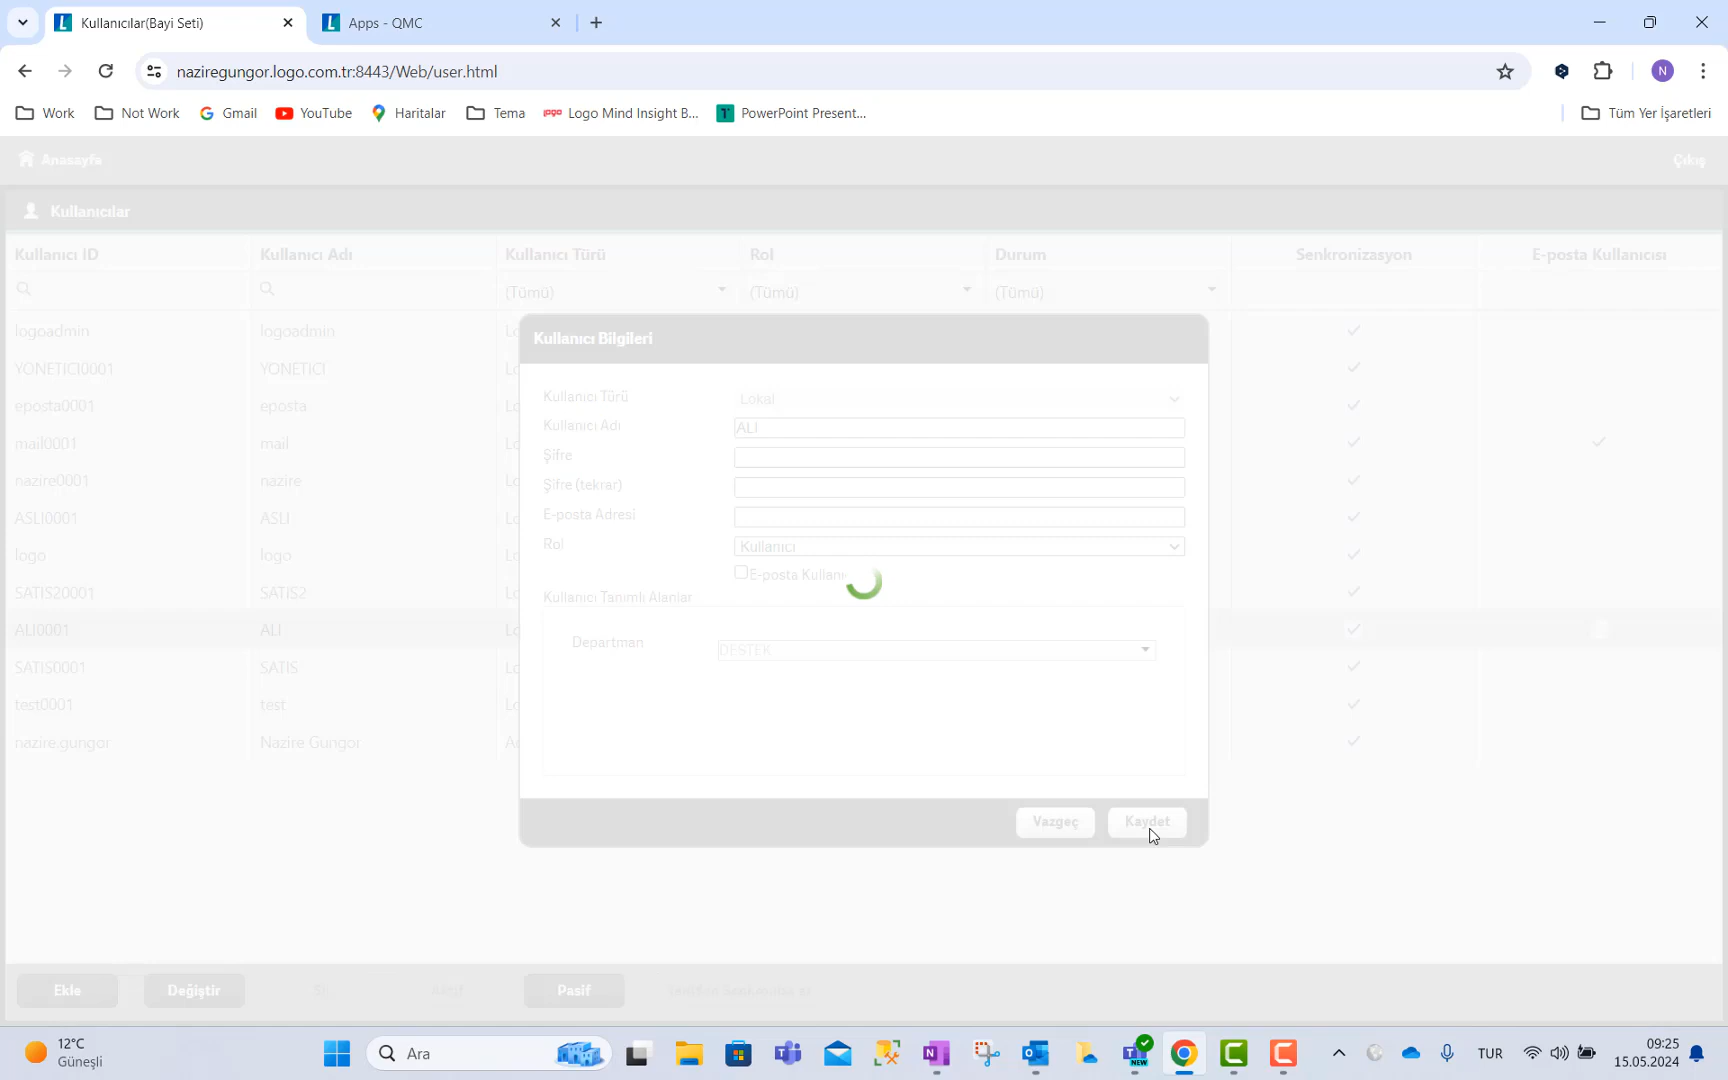 Kullanıcılar(Bayi Seti)
Apps - QMC
naziregungor.logo.com.tr:8443/Web/user.html
Work
Not Work
Gmail
YouTube
Haritalar
Tema
Logo Mind Insight B...
PowerPoint Present...
Tüm Yer İşaretleri
Anasayfa
Çıkış
Kullanıcılar
Kullanıcı ID
Kullanıcı Adı
Kullanıcı Türü
Rol
Durum
Senkronizasyon
E-posta Kullanıcısı
(Tümü)
(Tümü)
(Tümü)
logoadmin
logoadmin
YONETICI0001
YONETICI
eposta0001
eposta
mail0001
mail
nazire0001
nazire
ASLI0001
ASLI
logo
logo
SATIS20001
SATIS2
ALI0001
ALI
SATIS0001
SATIS
test0001
test
nazire.gungor
Nazire Gungor
Kullanıcı Bilgileri
Kullanıcı Türü
Lokal
Kullanıcı Adı
ALI
Şifre
Şifre (tekrar)
E-posta Adresi
Rol
Kullanıcı
E-posta
Kullanıcı Tanımlı Alanlar
Departman
DESTEK
Vazgeç
Kaydet
Ekle
Değiştir
Pasif
12°C
Güneşli
Ara
NEW
TUR
09:25
15.05.2024